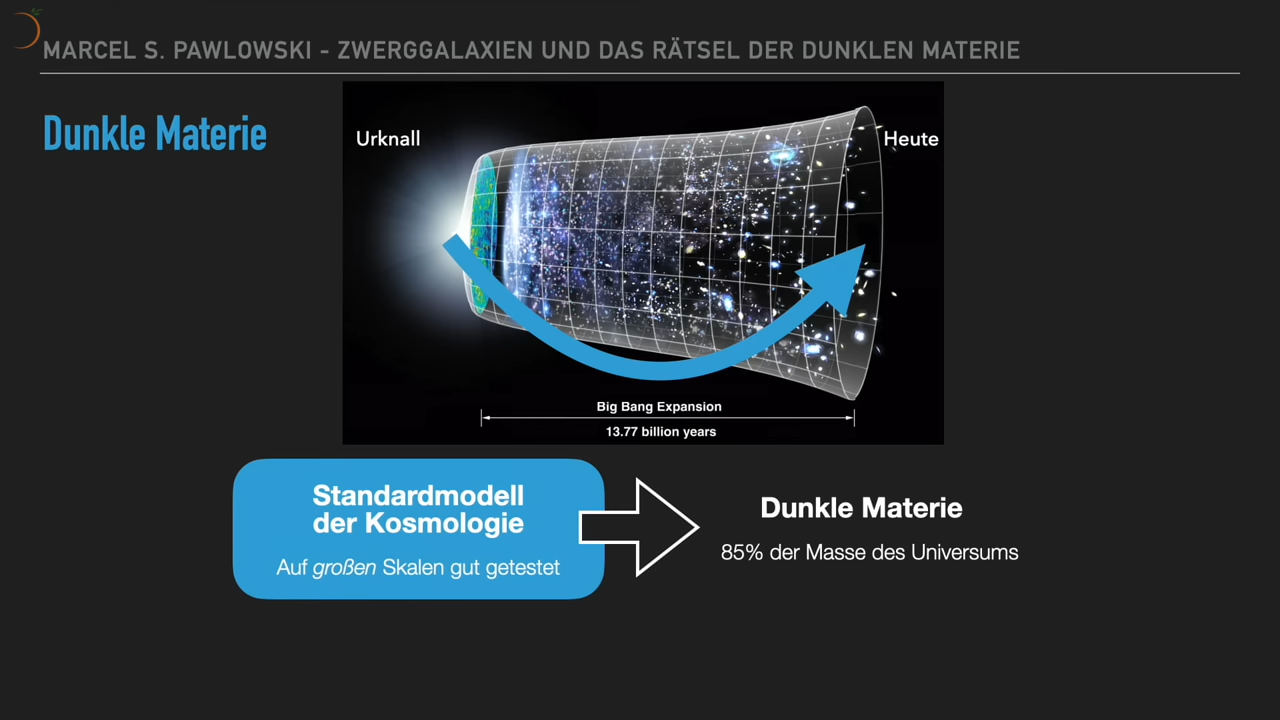 MARCEL S. PAWLOWSKI - ZWERGGALAXIEN UND DAS RÄTSEL DER DUNKLEN MATERIE
Dunkle Materie
Urknall
Heute
Big Bang Expansion
13.77 billion years
Standardmodell
der Kosmologie
Auf großen Skalen gut getestet
Dunkle Materie
85% der Masse des Universums